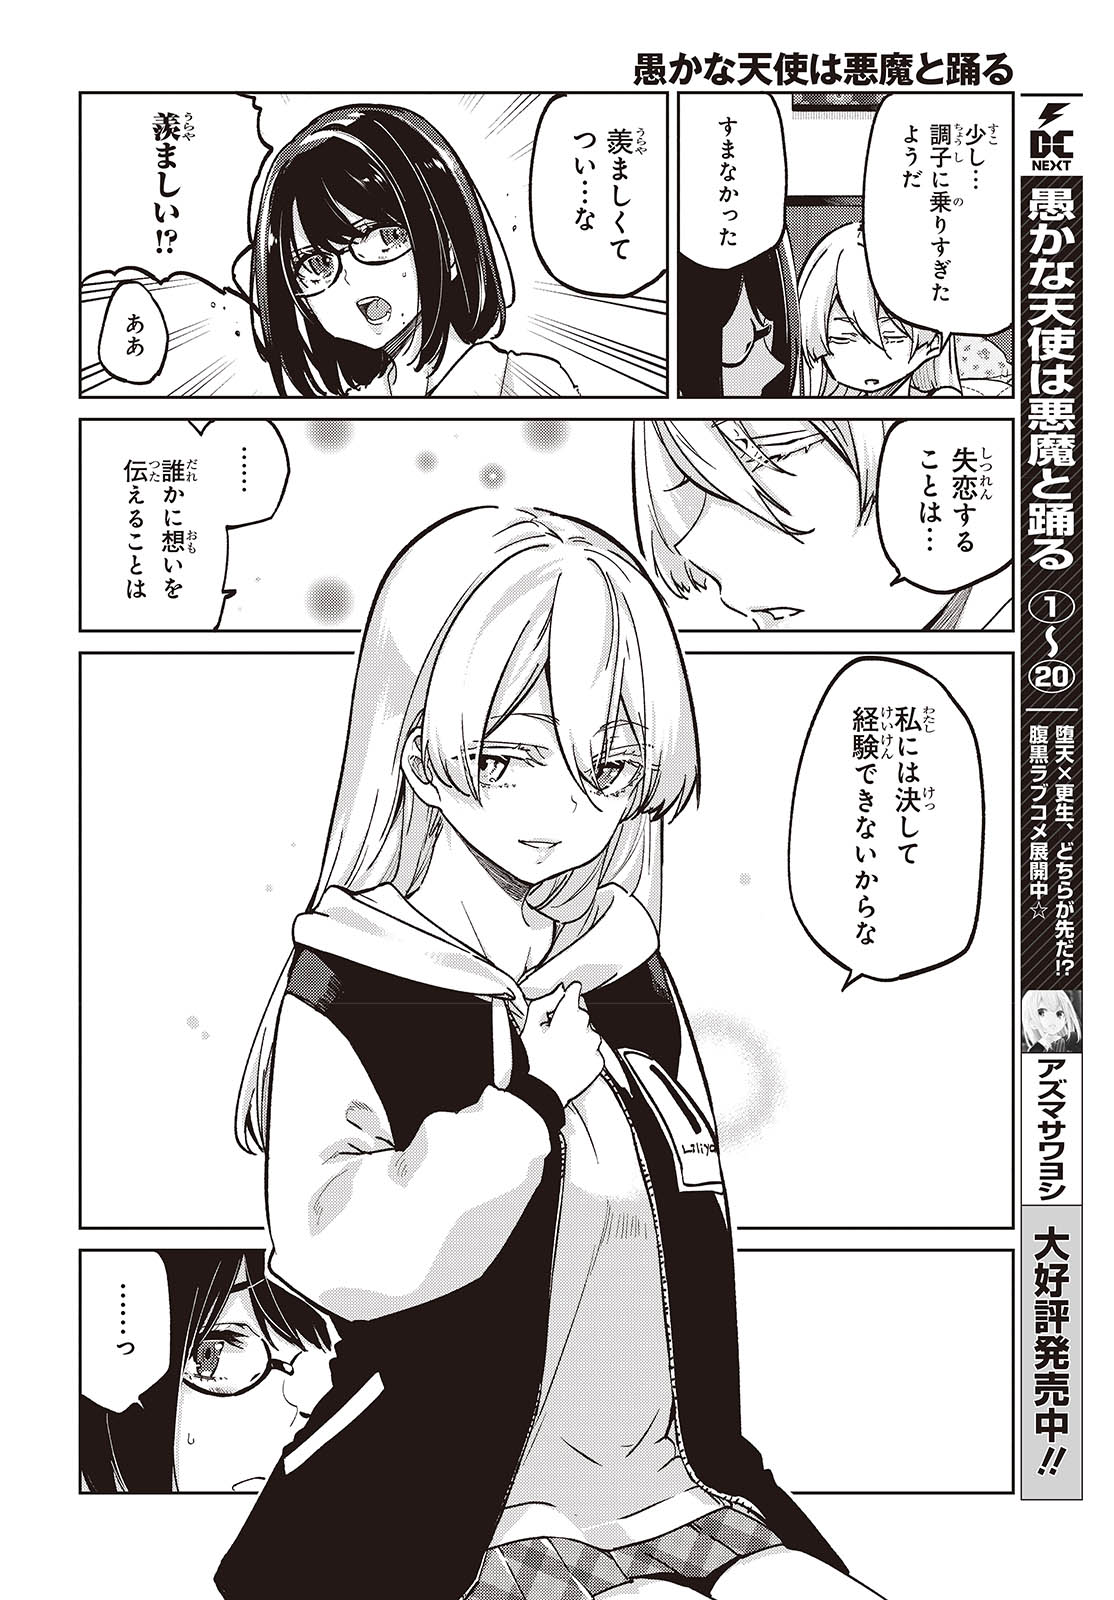 愚かな天使は悪魔と踊る
少し…
調子に乗りすぎた
ようだ
すまなかった
羨ましくて
つい……な
羨ましい!?
ああ
失恋する
ことは…
……
誰かに想いを
伝えることは
私には決して
経験できないからな
Liliya
……っ
DC
NEXT
愚かな天使は悪魔と踊る ①〜⑳
堕天×更生、どちらが先だ!?
腹黒ラブコメ展開中☆
アズマサワヨシ
大好評発売中!!